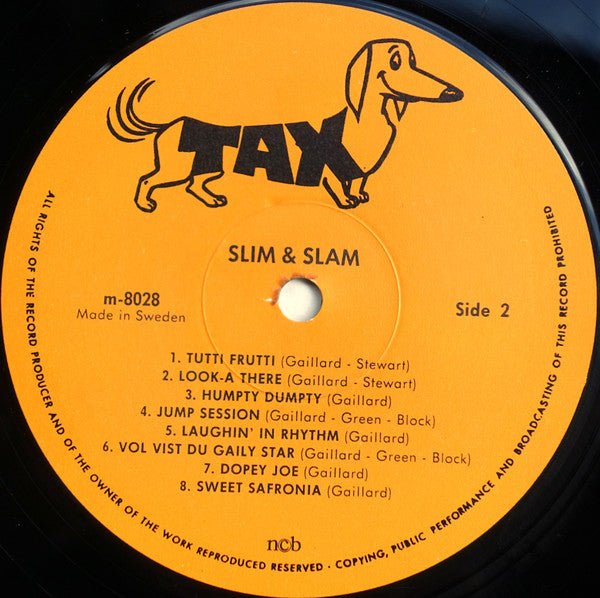 TAX
SLIM & SLAM
m-8028
Made in Sweden
Side 2
1. TUTTI FRUTTI (Gaillard - Stewart)
2. LOOK-A THERE (Gaillard - Stewart)
3. HUMPTY DUMPTY (Gaillard)
4. JUMP SESSION (Gaillard - Green - Block)
5. LAUGHIN' IN RHYTHM (Gaillard)
6. VOL VIST DU GAILY STAR (Gaillard - Green - Block)
7. DOPEY JOE (Gaillard)
8. SWEET SAFRONIA (Gaillard)
ncb
ALL RIGHTS OF THE RECORD PRODUCER AND OF THE OWNER OF THE WORK REPRODUCED RESERVED · COPYING, PUBLIC PERFORMANCE AND BROADCASTING OF THIS RECORD PROHIBITED